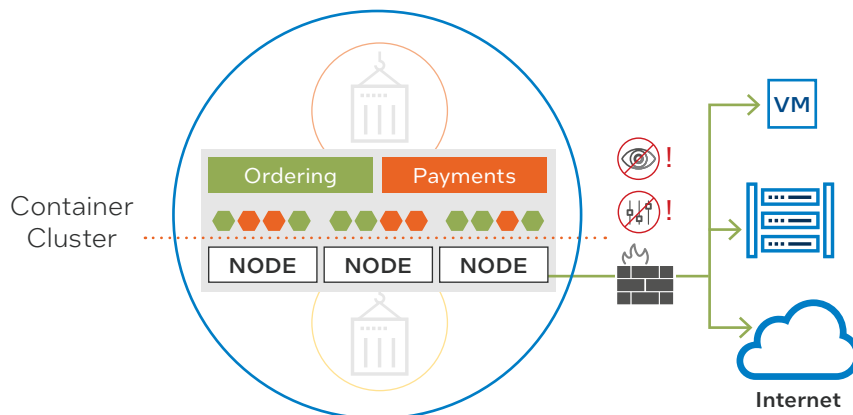 Ordering
Payments
Container
Cluster
NODE
NODE
NODE
!
!
VM
Internet